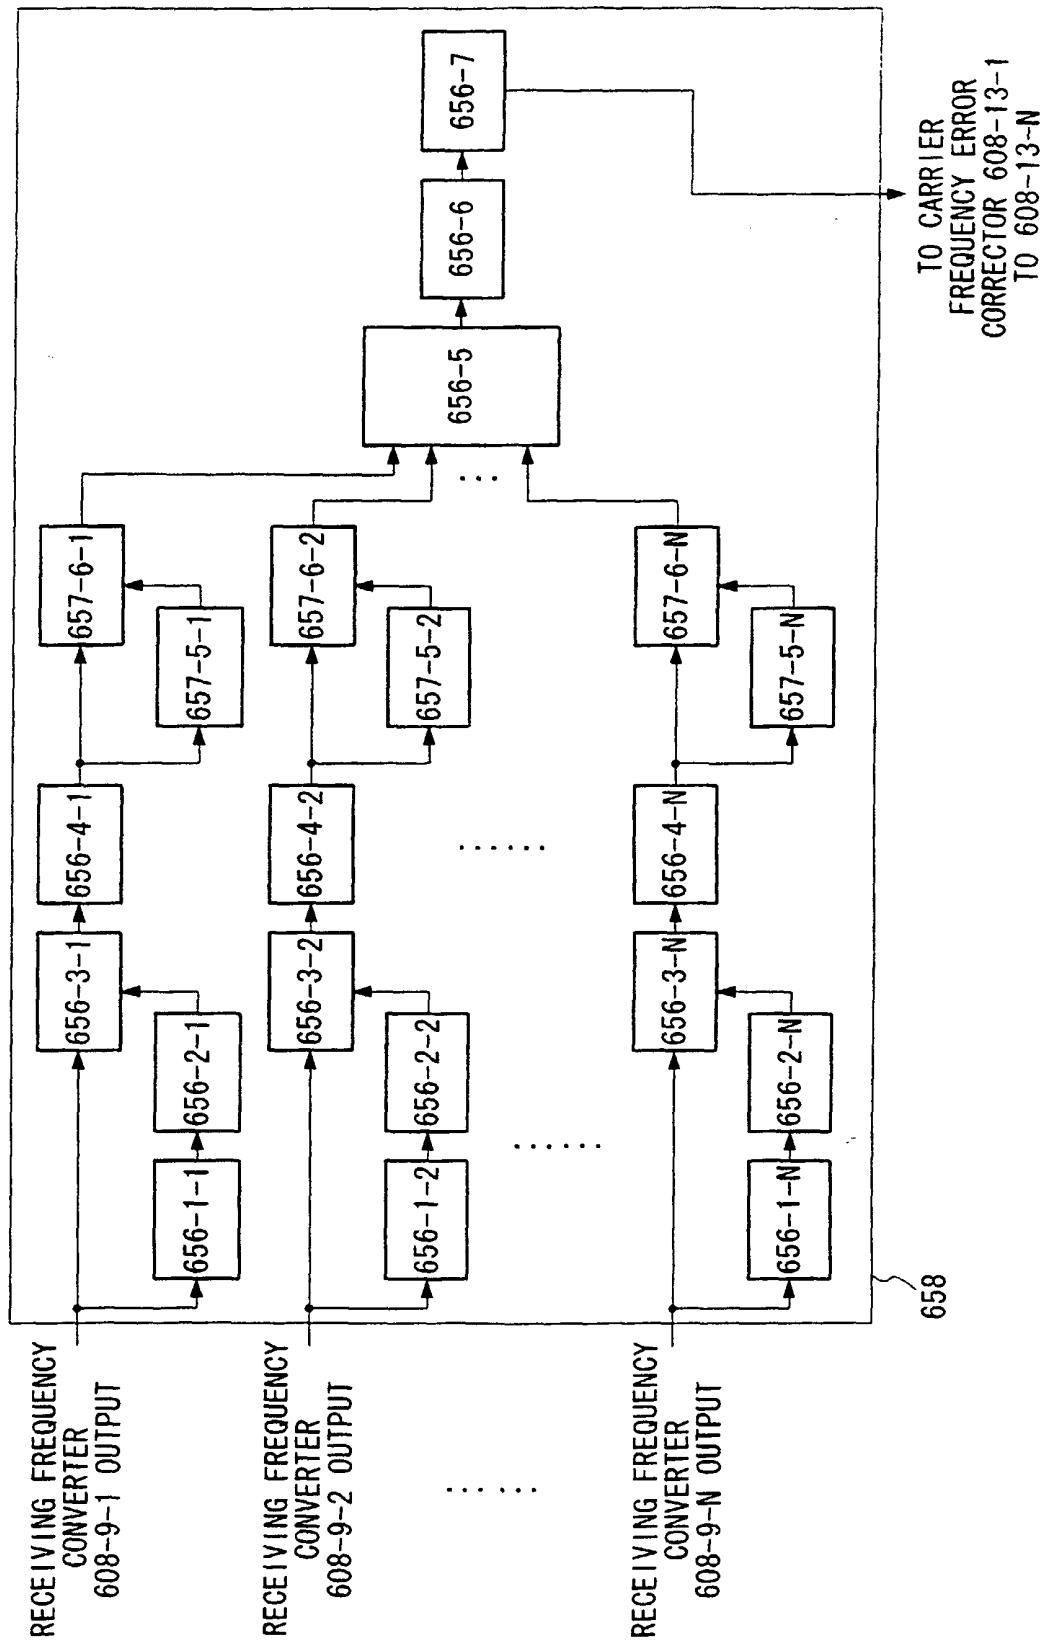 RECEIVING FREQUENCY
CONVERTER
608-9-1 OUTPUT
656-1-1
656-2-1
656-3-1
656-4-1
657-5-1
657-6-1
RECEIVING FREQUENCY
CONVERTER
608-9-2 OUTPUT
656-1-2
656-2-2
656-3-2
656-4-2
657-5-2
657-6-2
......
......
......
...
RECEIVING FREQUENCY
CONVERTER
608-9-N OUTPUT
656-1-N
656-2-N
656-3-N
656-4-N
657-5-N
657-6-N
656-5
656-6
656-7
TO CARRIER
FREQUENCY ERROR
CORRECTOR 608-13-1
TO 608-13-N
658